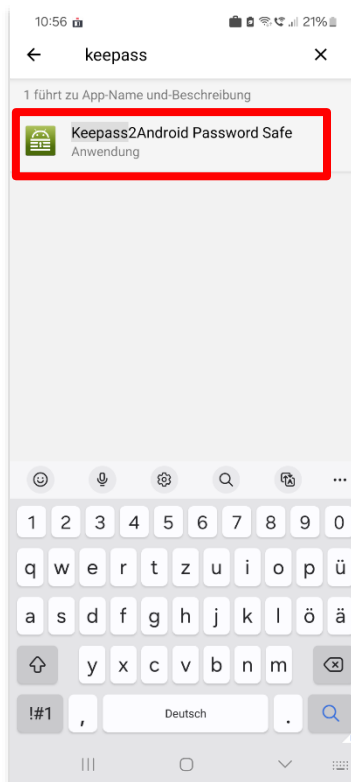 10:56 21%
keepass
1 führt zu App-Name und-Beschreibung
Keepass2Android Password Safe
Anwendung
1 2 3 4 5 6 7 8 9 0
q w e r t z u i o p ü
a s d f g h j k l ö ä
y x c v b n m
!#1 , Deutsch .